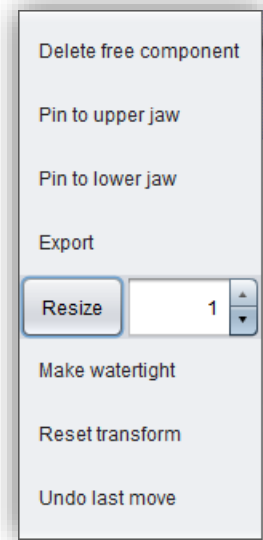 Delete free component
Pin to upper jaw
Pin to lower jaw
Export
Resize 1
Make watertight
Reset transform
Undo last move